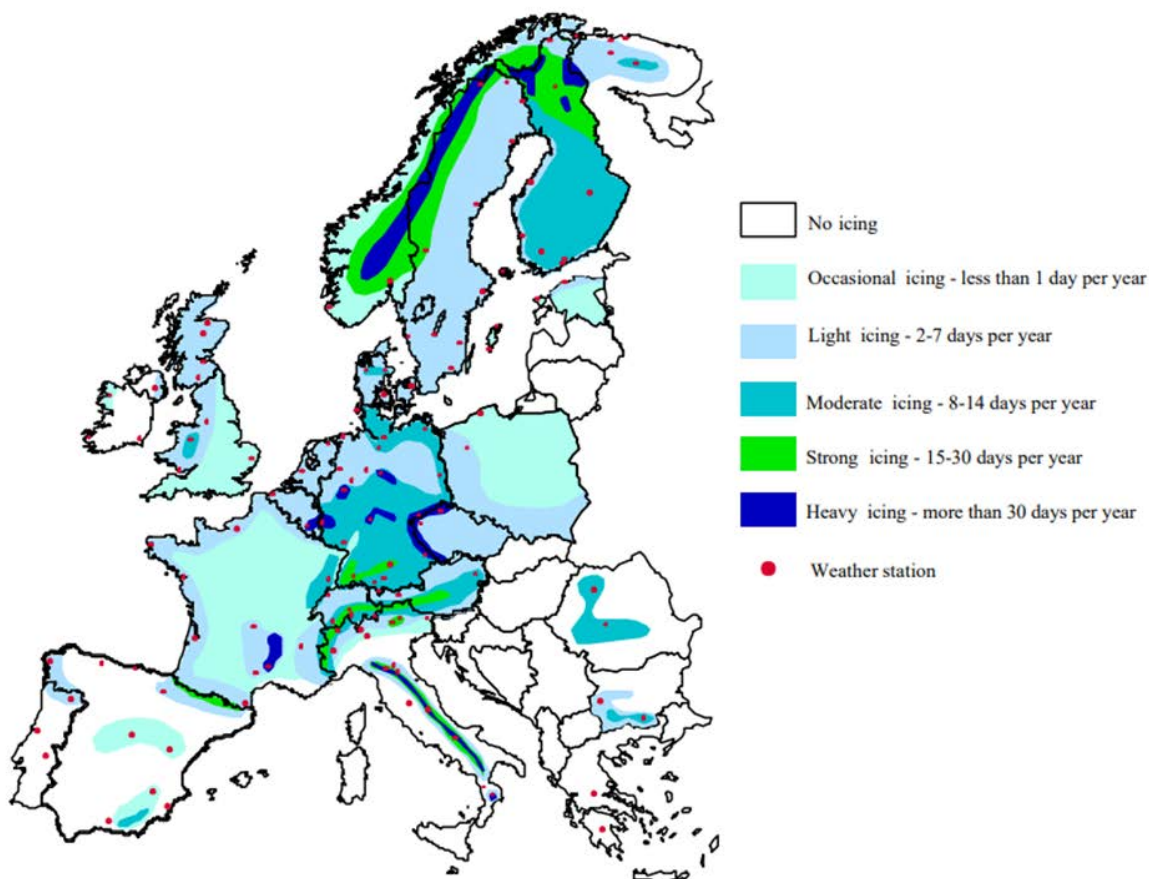 No icing
Occasional icing - less than 1 day per year
Light icing - 2-7 days per year
Moderate icing - 8-14 days per year
Strong icing - 15-30 days per year
Heavy icing - more than 30 days per year
Weather station